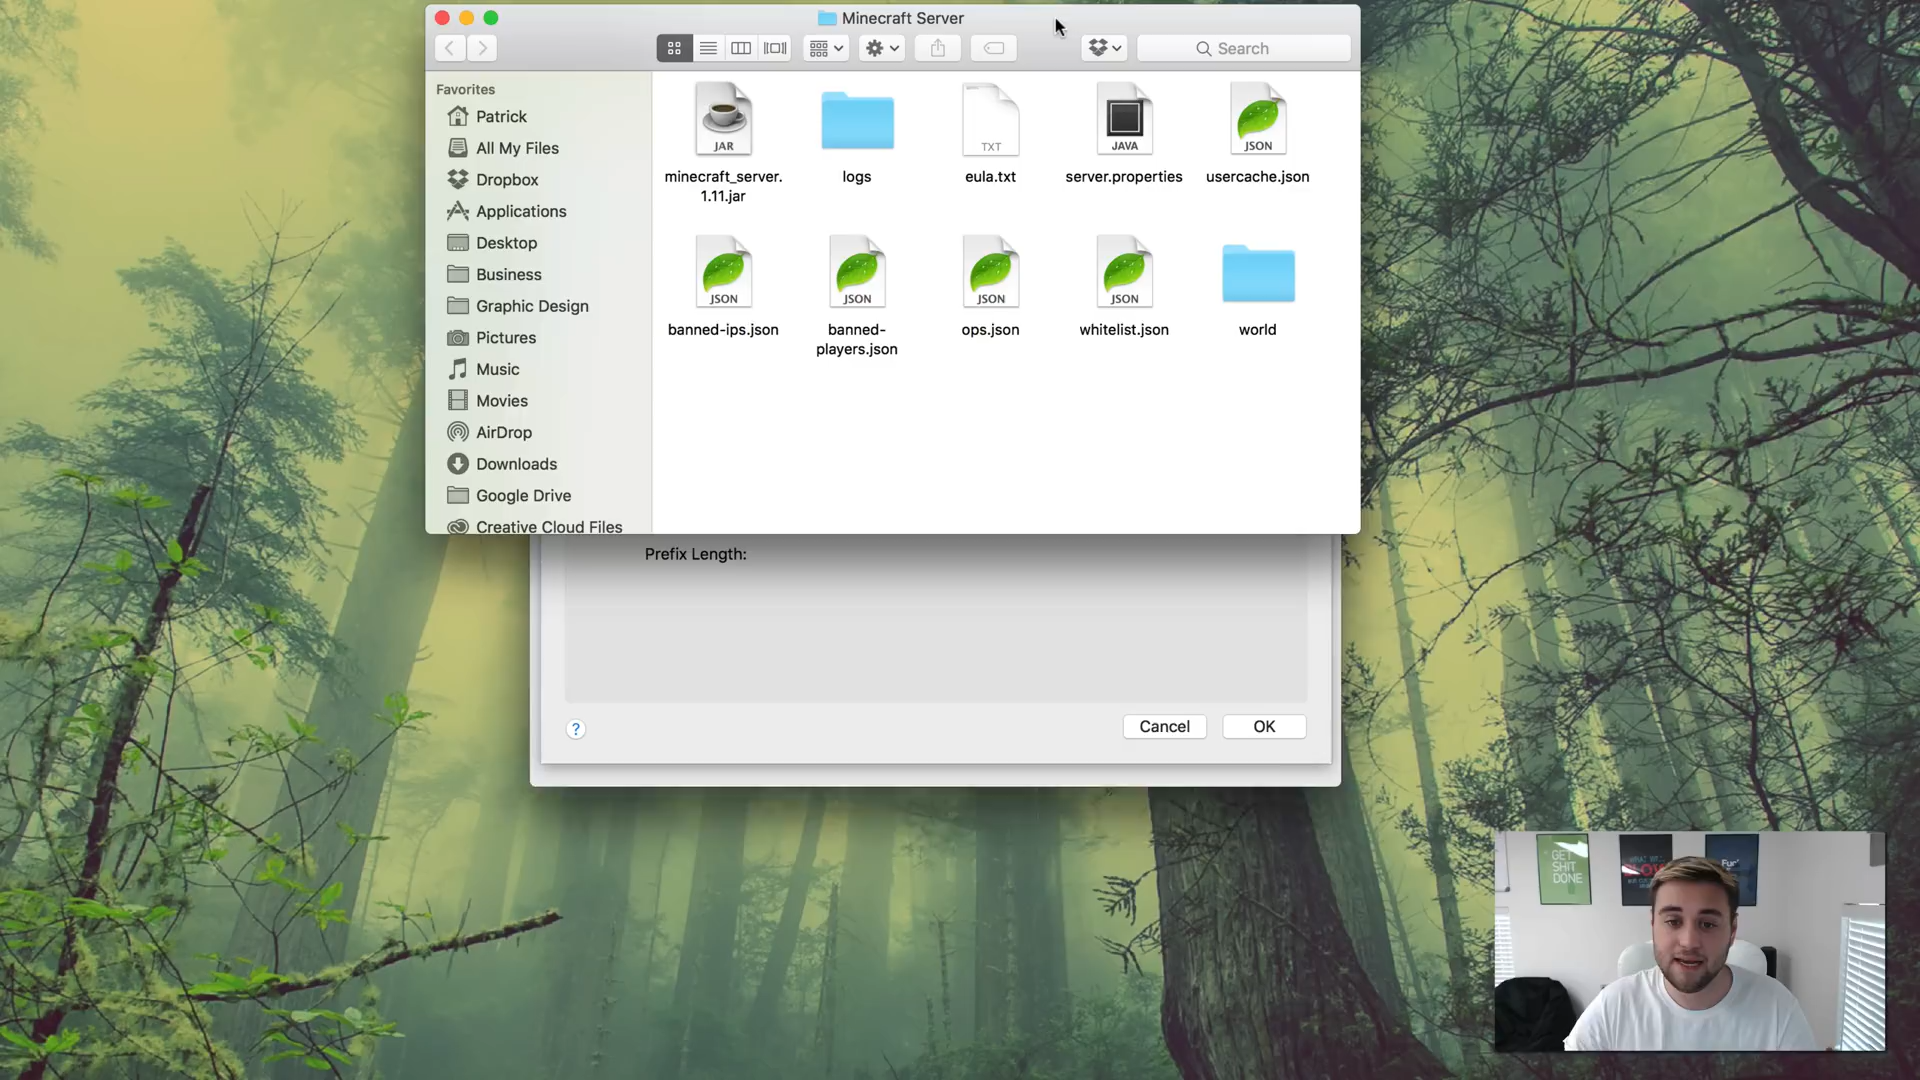 Minecraft Server
Search
Favorites
Patrick
All My Files
Dropbox
Applications
Desktop
Business
Graphic Design
Pictures
Music
Movies
AirDrop
Downloads
Google Drive
Creative Cloud Files
JAR
minecraft_server.
1.11.jar
logs
TXT
eula.txt
JAVA
server.properties
JSON
usercache.json
JSON
banned-ips.json
JSON
banned-
players.json
JSON
ops.json
JSON
whitelist.json
world
Prefix Length:
?
Cancel
OK
GET
SHIT
DONE